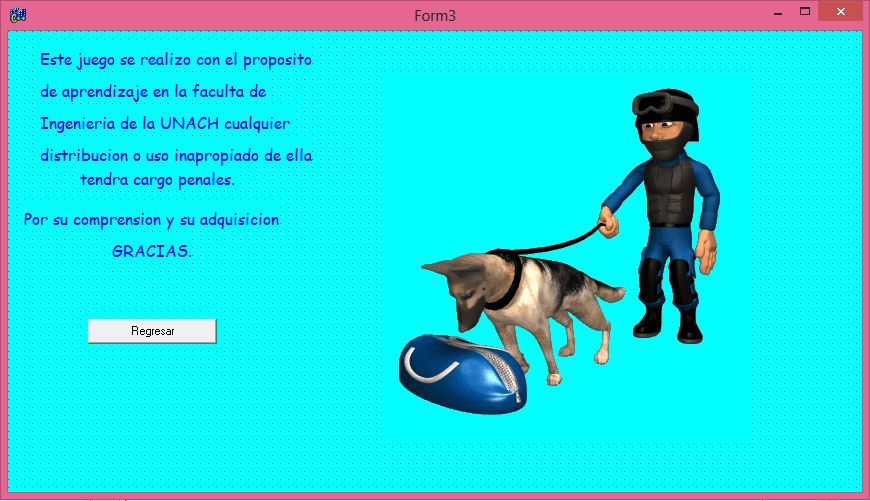 Form3
Este juego se realizo con el proposito
de aprendizaje en la faculta de
Ingenieria de la UNACH cualquier
distribucion o uso inapropiado de ella
tendra cargo penales.
Por su comprension y su adquisicion
GRACIAS.
Regresar